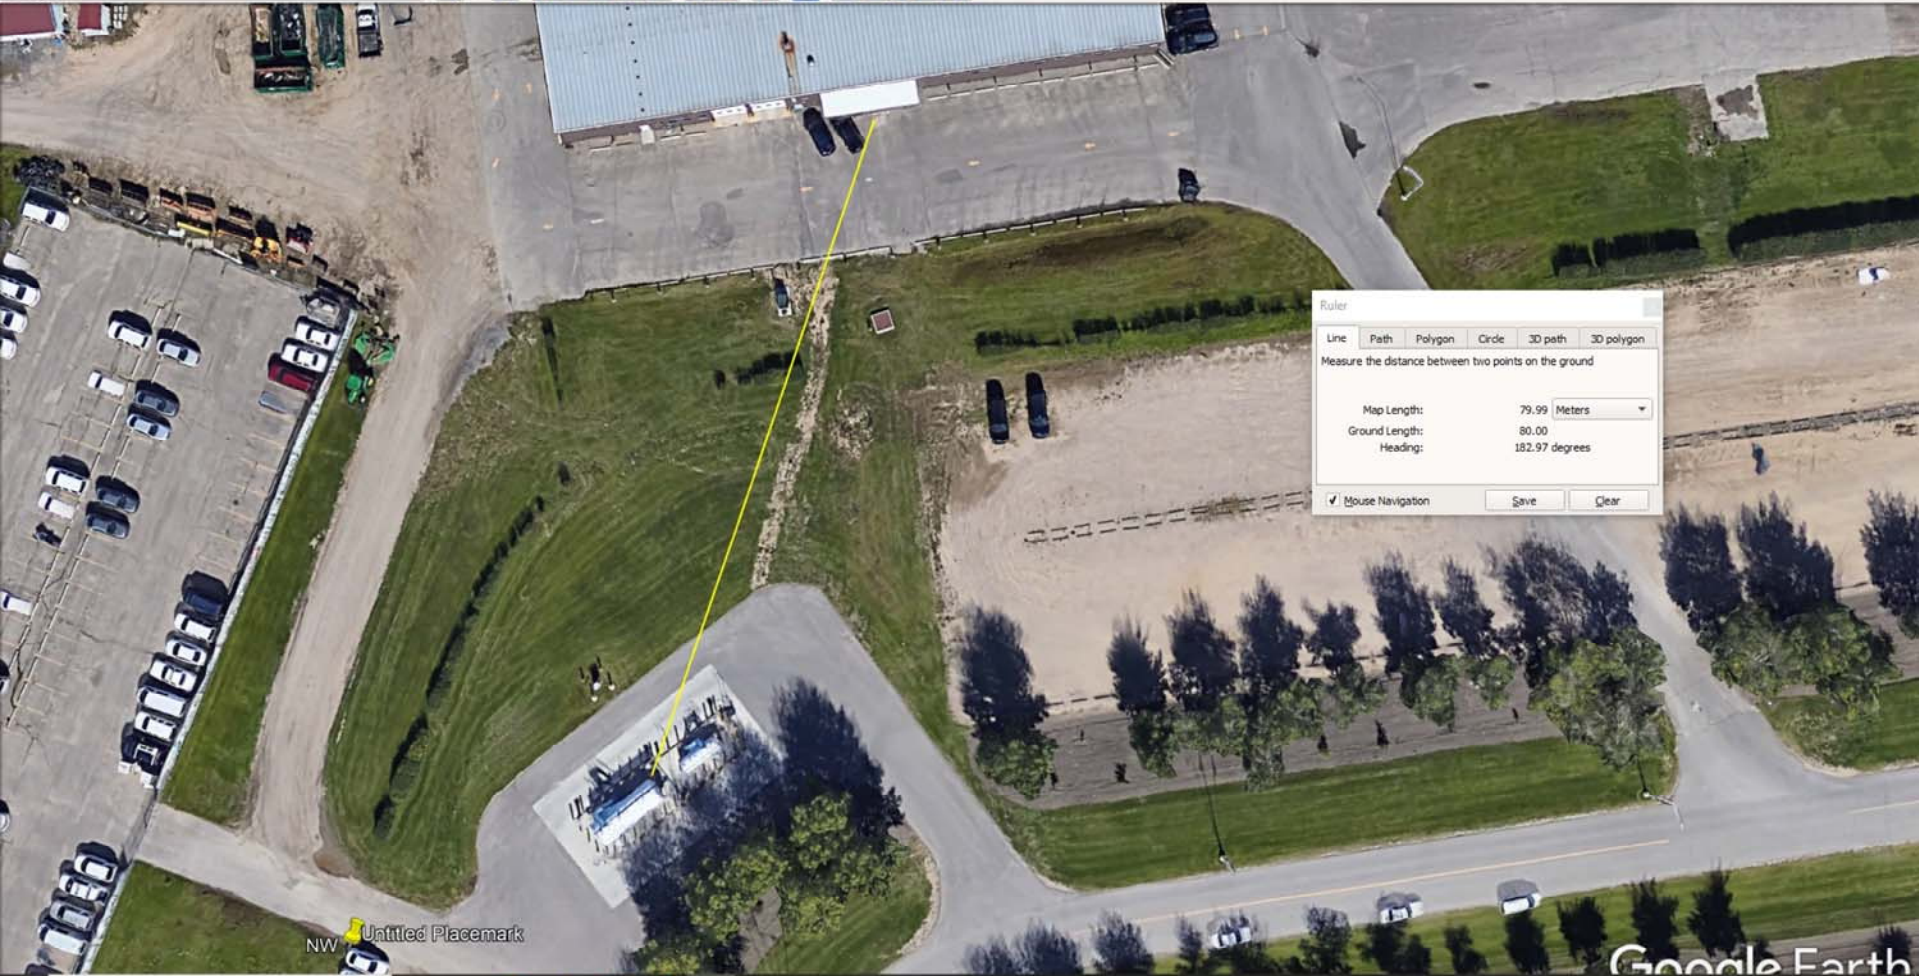 Ruler
Line Path Polygon Circle 3D path 3D polygon
Measure the distance between two points on the ground
Map Length: 79.99 Meters
Ground Length: 80.00
Heading: 182.97 degrees
Mouse Navigation Save Clear
NW Untitled Placemark
Google Earth